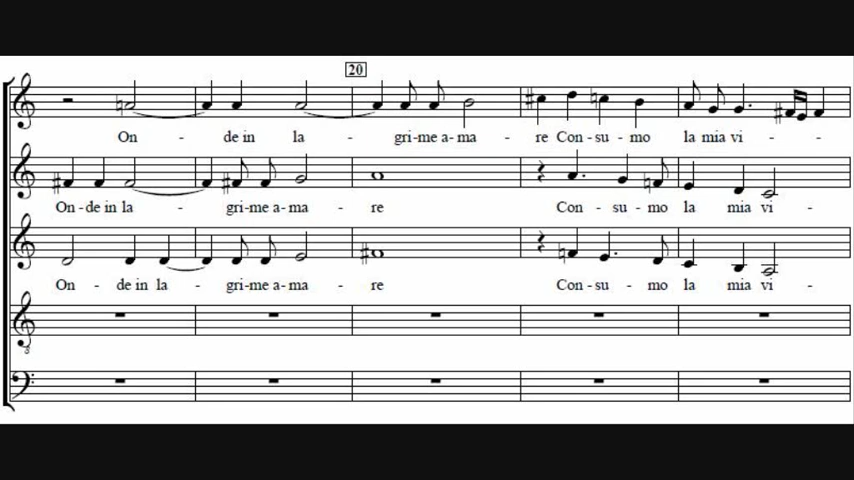 20
On - de in la - gri-me a-ma - re Con-su-mo la mia vi - -
On-de in la - gri-me a-ma - re Con - su-mo la mia vi -
On - de in la - gri-me a-ma - re Con-su - mo la mia vi -
8